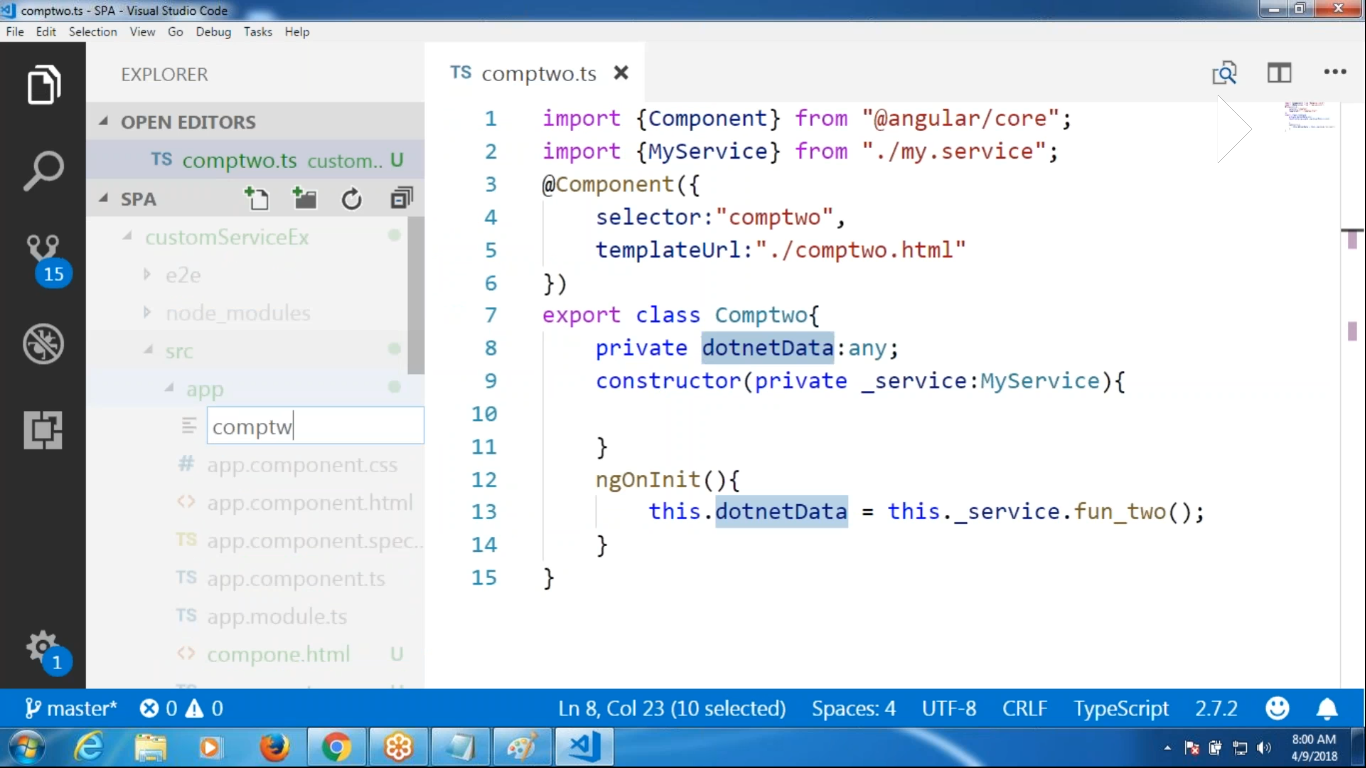 comptwo.ts - SPA - Visual Studio Code
File Edit Selection View Go Debug Tasks Help
EXPLORER
OPEN EDITORS
TS comptwo.ts custom.. U
SPA
customServiceEx
e2e
node_modules
src
app
comptw
# app.component.css
<> app.component.html
TS app.component.spec...
TS app.component.ts
TS app.module.ts
<> compone.html U
15
1
TS comptwo.ts
1 import {Component} from "@angular/core";
2 import {MyService} from "./my.service";
3 @Component({
4 selector:"comptwo",
5 templateUrl:"./comptwo.html"
6 })
7 export class Comptwo{
8 private dotnetData:any;
9 constructor(private _service:MyService){
10
11 }
12 ngOnInit(){
13 this.dotnetData = this._service.fun_two();
14 }
15 }
master* 0 0 Ln 8, Col 23 (10 selected) Spaces: 4 UTF-8 CRLF TypeScript 2.7.2
8:00 AM
4/9/2018